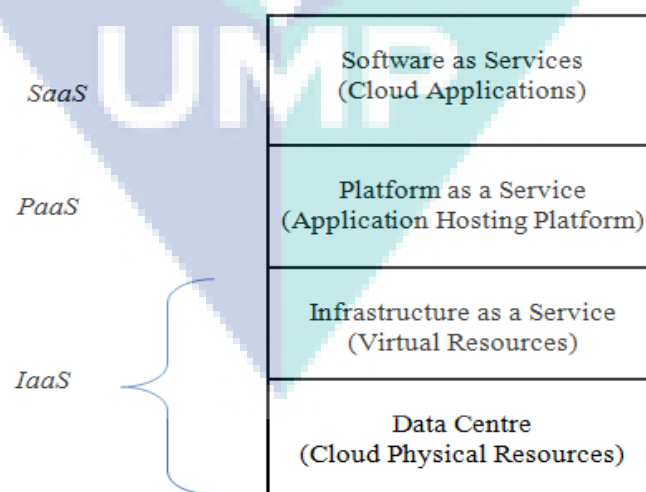 UMP
SaaS
Software as Services
(Cloud Applications)
PaaS
Platform as a Service
(Application Hosting Platform)
Infrastructure as a Service
(Virtual Resources)
IaaS
Data Centre
(Cloud Physical Resources)